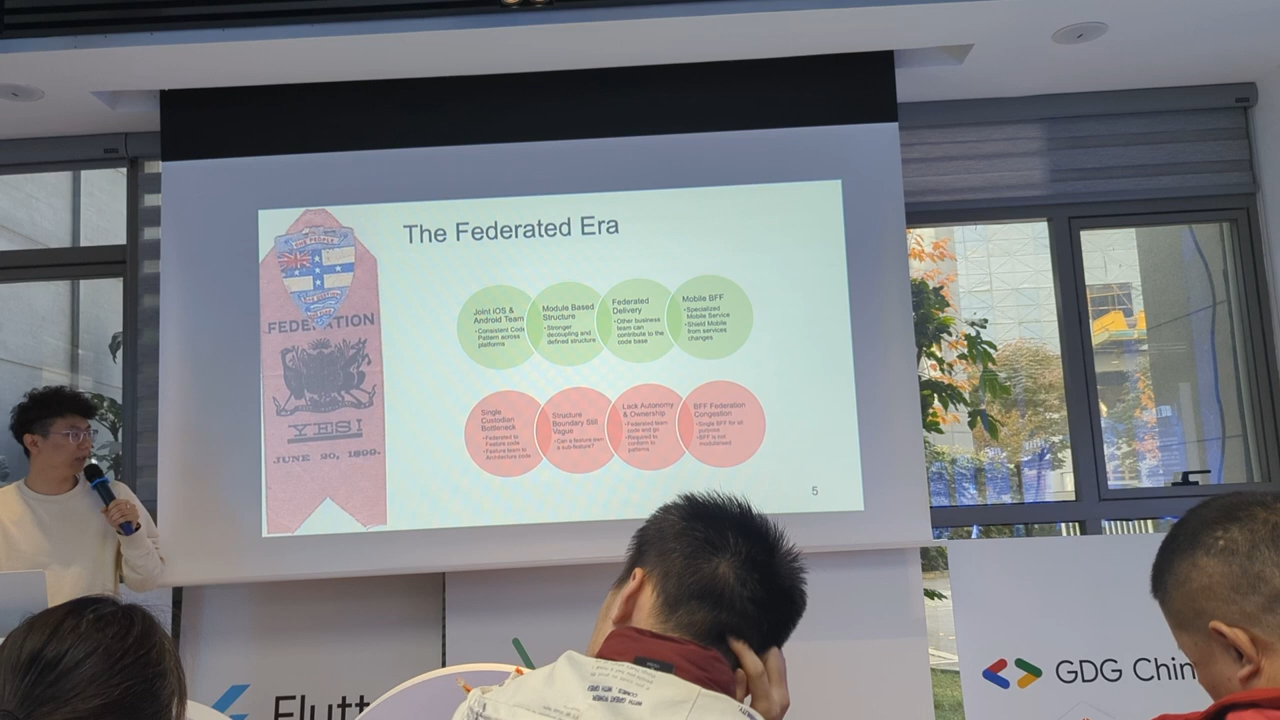 The Federated Era
ONE PEOPLE
FEDERATION
YES!
JUNE 20, 1899.
Joint iOS &
Android Team
•Consistent Code
Pattern across
platforms
Module Based
Structure
•Stronger
decoupling and
defined structure
Federated
Delivery
•Other business
team can
contribute to the
code base
Mobile BFF
•Specialized
Mobile Service
•Shield Mobile
from services
changes
Single
Custodian
Bottleneck
•Federated to
Feature code
•Feature team to
Architecture code
Structure
Boundary Still
Vague
•Can a feature own
a sub-feature?
Lack Autonomy
& Ownership
•Federated team
code and go
•Required to
conform to
patterns
BFF Federation
Congestion
•Single BFF for all
purpose
•BFF is not
modularised
5
Flutt
GDG Chin